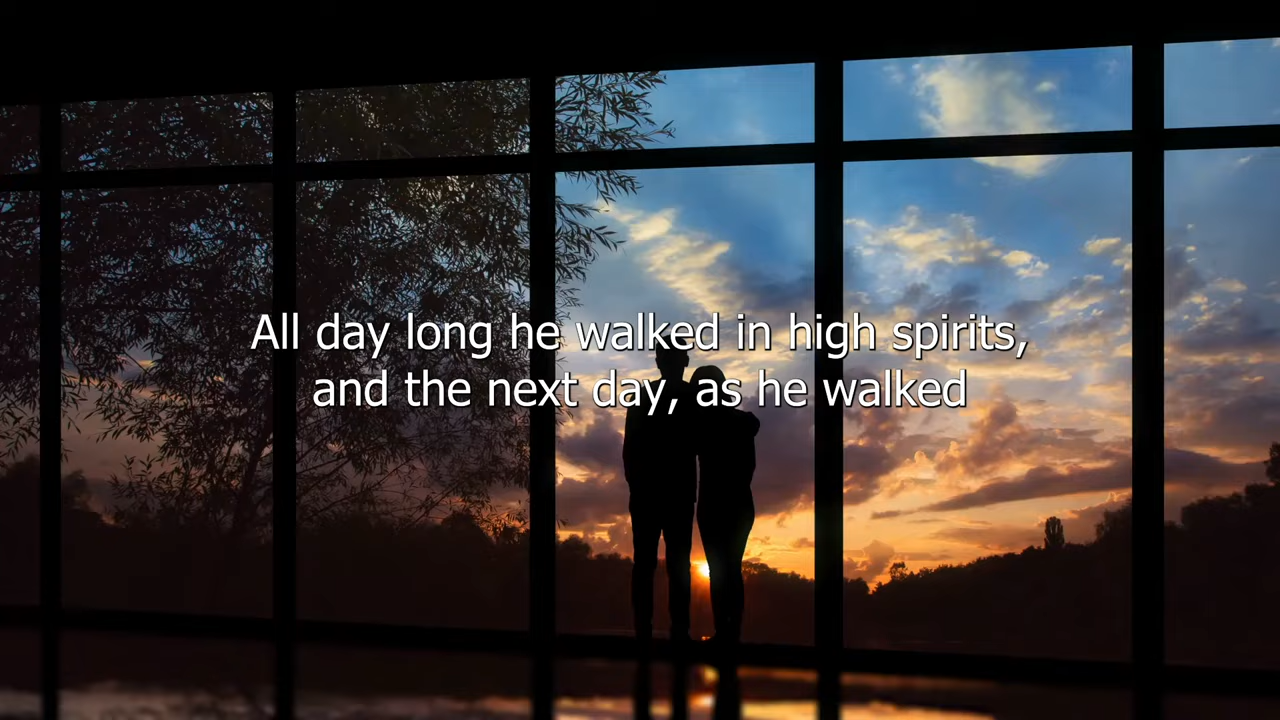 All day long he walked in high spirits,
and the next day, as he walked